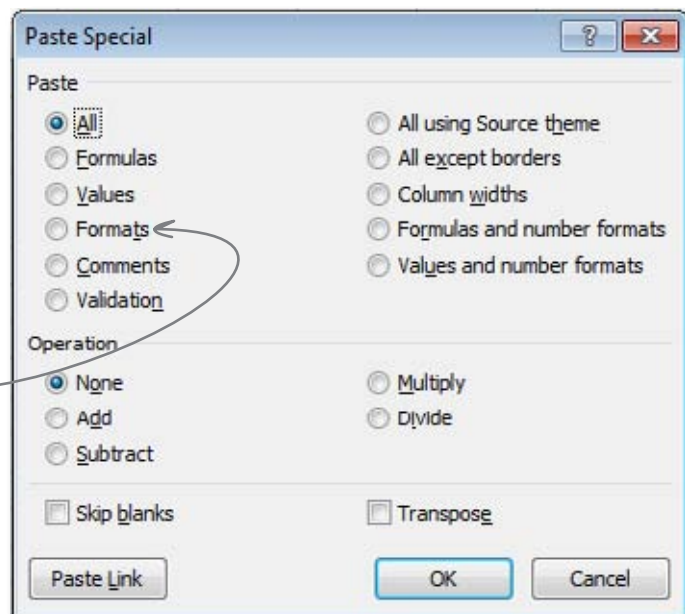 Paste Special
Paste
All
All using Source theme
Formulas
All except borders
Values
Column widths
Formats
Formulas and number formats
Comments
Values and number formats
Validation
Operation
None
Multiply
Add
Divide
Subtract
Skip blanks
Transpose
Paste Link
OK
Cancel